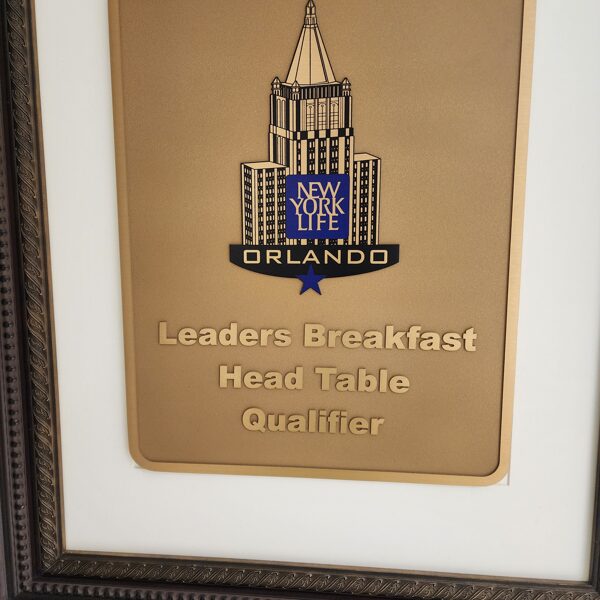 NEW
YORK
LIFE
ORLANDO
Leaders Breakfast
Head Table
Qualifier